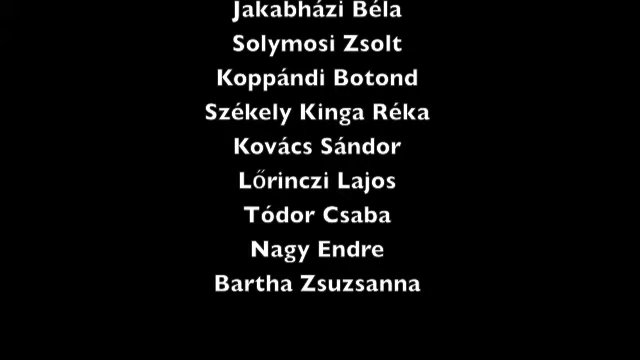 Jakabházi Béla
Solymosi Zsolt
Koppándi Botond
Székely Kinga Réka
Kovács Sándor
Lőrinczi Lajos
Tódor Csaba
Nagy Endre
Bartha Zsuzsanna